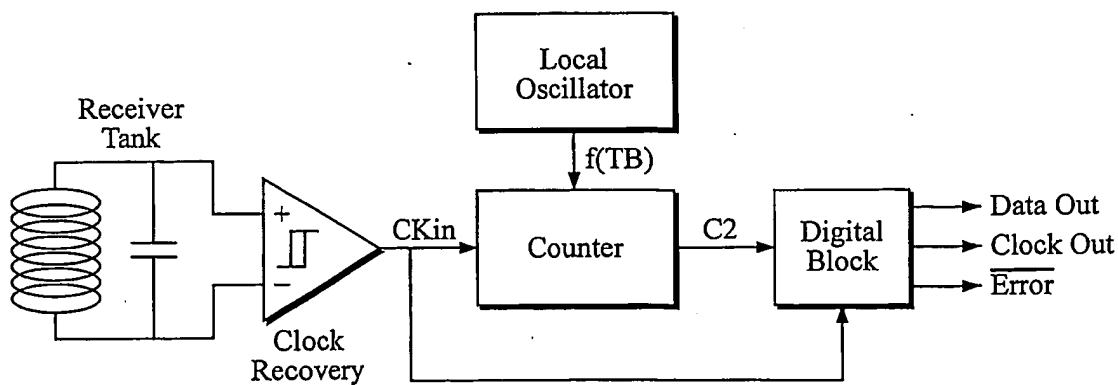 Local
Oscillator
Receiver
Tank
f(TB)
+
−
CKin
Counter
C2
Digital
Block
Data Out
Clock Out
Error
Clock
Recovery